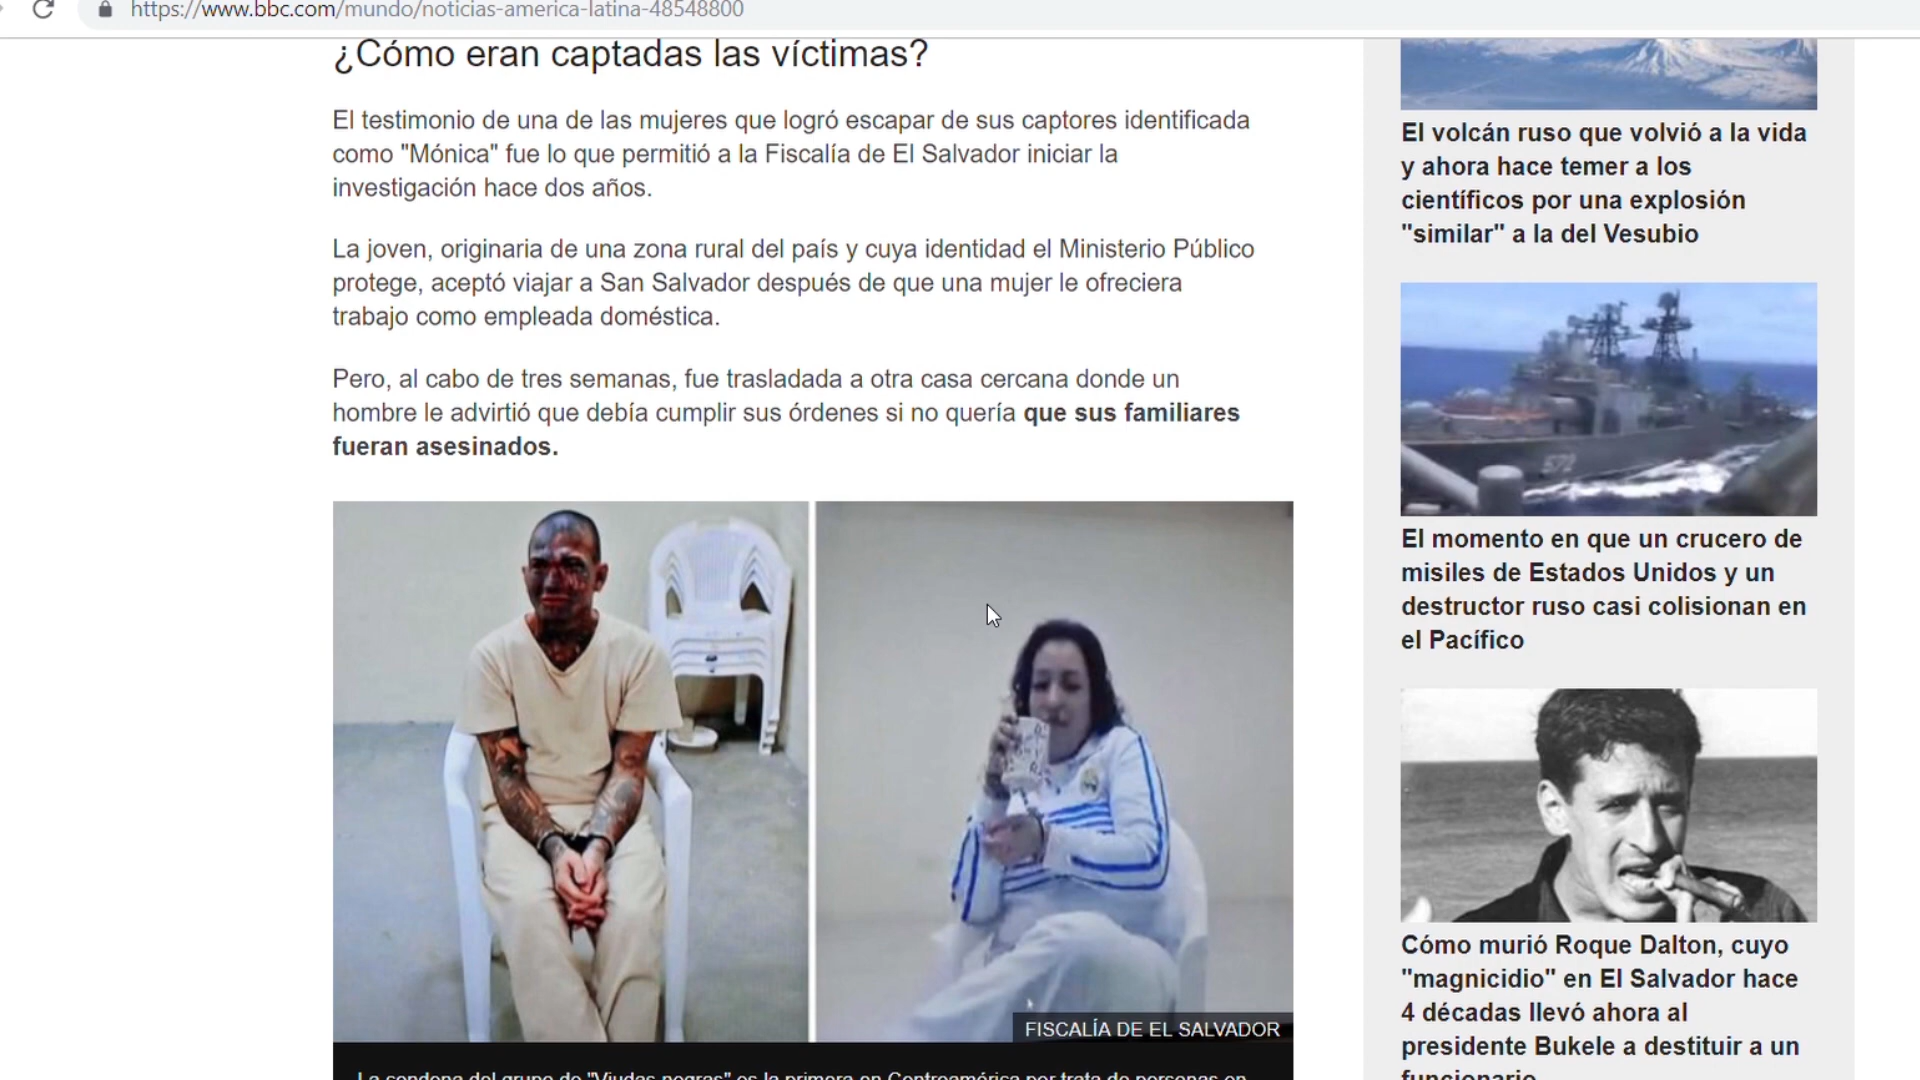 https://www.bbc.com/mundo/noticias-america-latina-48548800
¿Cómo eran captadas las víctimas?
El testimonio de una de las mujeres que logró escapar de sus captores identificada
como "Mónica" fue lo que permitió a la Fiscalía de El Salvador iniciar la
investigación hace dos años.
La joven, originaria de una zona rural del país y cuya identidad el Ministerio Público
protege, aceptó viajar a San Salvador después de que una mujer le ofreciera
trabajo como empleada doméstica.
Pero, al cabo de tres semanas, fue trasladada a otra casa cercana donde un
hombre le advirtió que debía cumplir sus órdenes si no quería que sus familiares
fueran asesinados.
FISCALÍA DE EL SALVADOR
La condena del grupo de "Viudas negras" es la primera en Centroamérica por trata de personas en
El volcán ruso que volvió a la vida
y ahora hace temer a los
científicos por una explosión
"similar" a la del Vesubio
572
El momento en que un crucero de
misiles de Estados Unidos y un
destructor ruso casi colisionan en
el Pacífico
Cómo murió Roque Dalton, cuyo
"magnicidio" en El Salvador hace
4 décadas llevó ahora al
presidente Bukele a destituir a un
funcionario